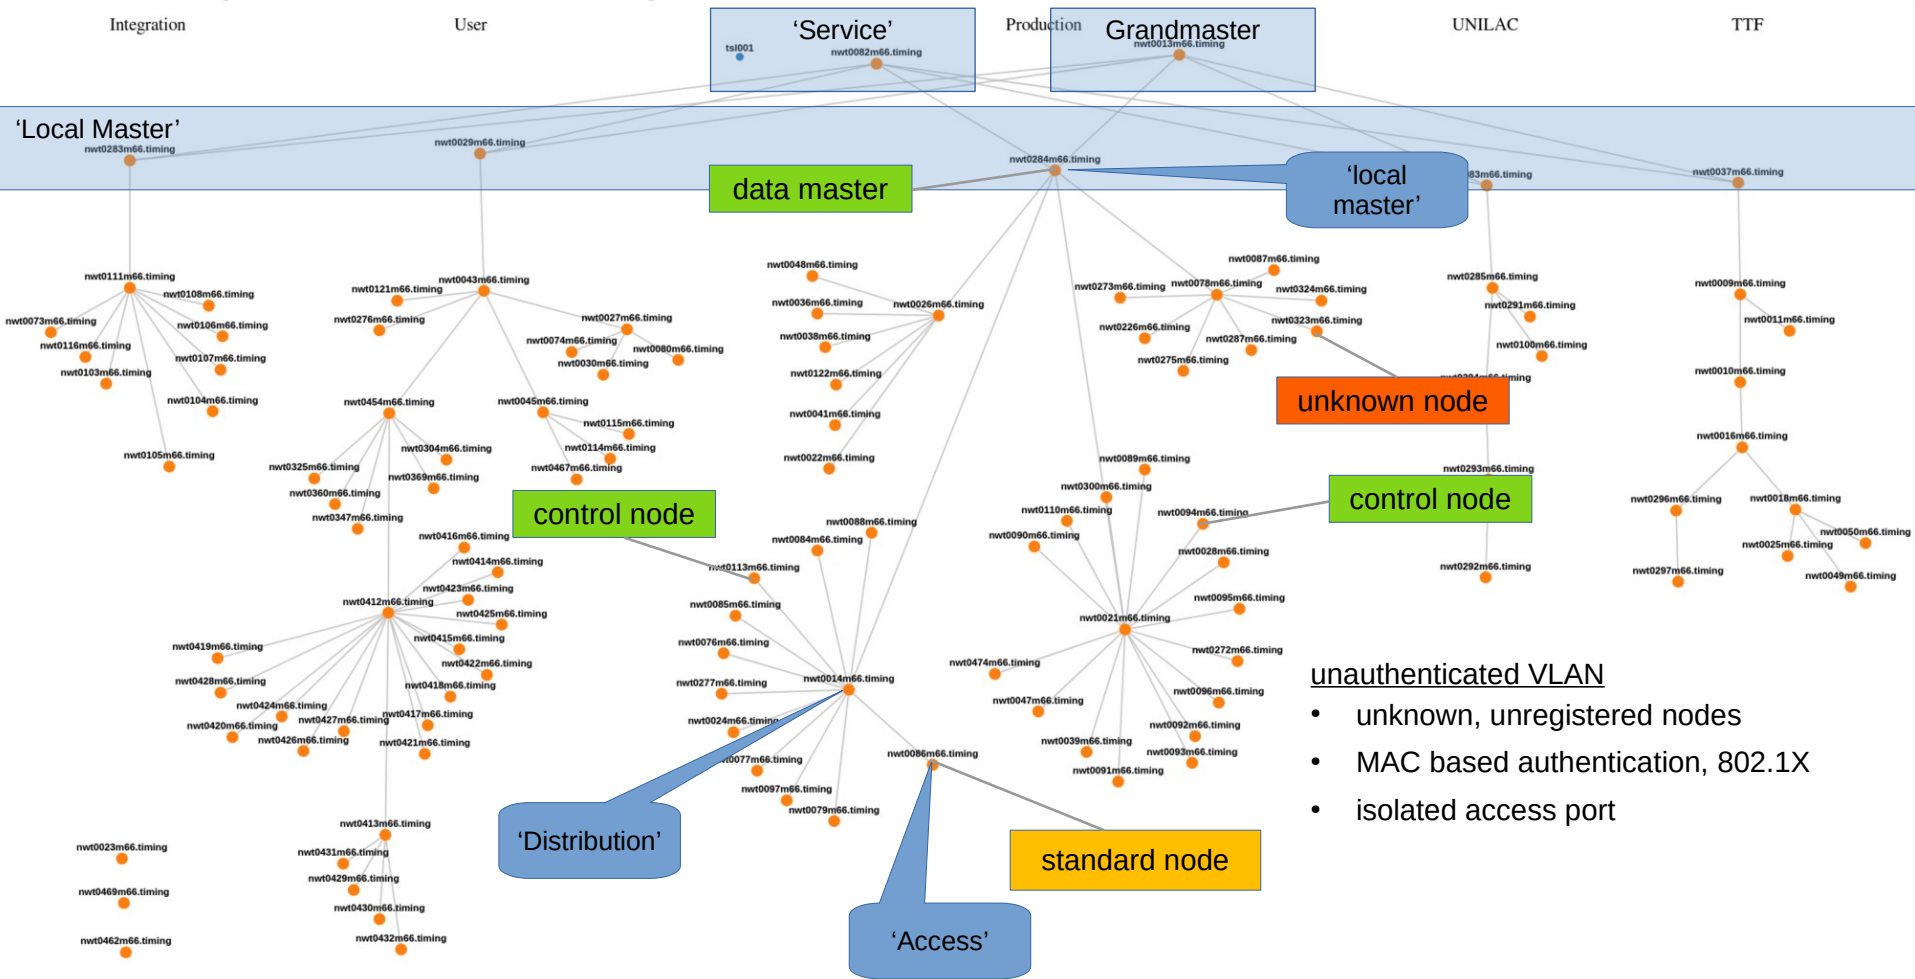 Integration
User
‘Service’
Production
Grandmaster
UNILAC
TTF
tsl001
nwt0082m66.timing
nwt0013m66.timing
‘Local Master’
nwt0283m66.timing
nwt0029m66.timing
nwt0284m66.timing
83m66.timing
nwt0037m66.timing
data master
‘local
master’
nwt0111m66.timing
nwt0108m66.timing
nwt0073m66.timing
nwt0106m66.timing
nwt0116m66.timing
nwt0107m66.timing
nwt0103m66.timing
nwt0104m66.timing
nwt0105m66.timing
nwt0043m66.timing
nwt0121m66.timing
nwt0276m66.timing
nwt0027m66.timing
nwt0074m66.timing
nwt0080m66.timing
nwt0030m66.timing
nwt0454m66.timing
nwt0045m66.timing
nwt0115m66.timing
nwt0304m66.timing
nwt0114m66.timing
nwt0325m66.timing
nwt0369m66.timing
nwt0467m66.timing
nwt0360m66.timing
nwt0347m66.timing
nwt0416m66.timing
nwt0414m66.timing
nwt0423m66.timing
nwt0412m66.timing
nwt0425m66.timing
nwt0415m66.timing
nwt0419m66.timing
nwt0422m66.timing
nwt0428m66.timing
nwt0418m66.timing
nwt0424m66.timing
nwt0427m66.timing
nwt0417m66.timing
nwt0420m66.timing
nwt0426m66.timing
nwt0421m66.timing
nwt0413m66.timing
nwt0431m66.timing
nwt0429m66.timing
nwt0430m66.timing
nwt0432m66.timing
nwt0023m66.timing
nwt0469m66.timing
nwt0462m66.timing
nwt0048m66.timing
nwt0036m66.timing
nwt0026m66.timing
nwt0038m66.timing
nwt0122m66.timing
nwt0041m66.timing
nwt0022m66.timing
nwt0087m66.timing
nwt0273m66.timing
nwt0078m66.timing
nwt0324m66.timing
nwt0226m66.timing
nwt0323m66.timing
nwt0287m66.timing
nwt0275m66.timing
unknown node
control node
nwt0088m66.timing
nwt0084m66.timing
nwt0113m66.timing
nwt0085m66.timing
nwt0076m66.timing
nwt0277m66.timing
nwt0014m66.timing
nwt0024m66.timing
nwt0086m66.timing
0077m66.timing
nwt0097m66.timing
nwt0079m66.timing
nwt0089m66.timing
nwt0300m66.timing
nwt0110m66.timing
nwt0094m66.timing
control node
nwt0090m66.timing
nwt0028m66.timing
nwt0095m66.timing
nwt0021m66.timing
nwt0272m66.timing
nwt0474m66.timing
nwt0096m66.timing
nwt0047m66.timing
nwt0092m66.timing
nwt0039m66.timing
nwt0093m66.timing
nwt0091m66.timing
nwt0285m66.timing
nwt0291m66.timing
nwt0100m66.timing
nwt0293m66.timing
nwt0292m66.timing
nwt0009m66.timing
nwt0011m66.timing
nwt0010m66.timing
nwt0016m66.timing
nwt0296m66.timing
nwt0018m66.timing
nwt0050m66.timing
nwt0025m66.timing
nwt0297m66.timing
nwt0049m66.timing
‘Distribution’
standard node
‘Access’
unauthenticated VLAN
• unknown, unregistered nodes
• MAC based authentication, 802.1X
• isolated access port